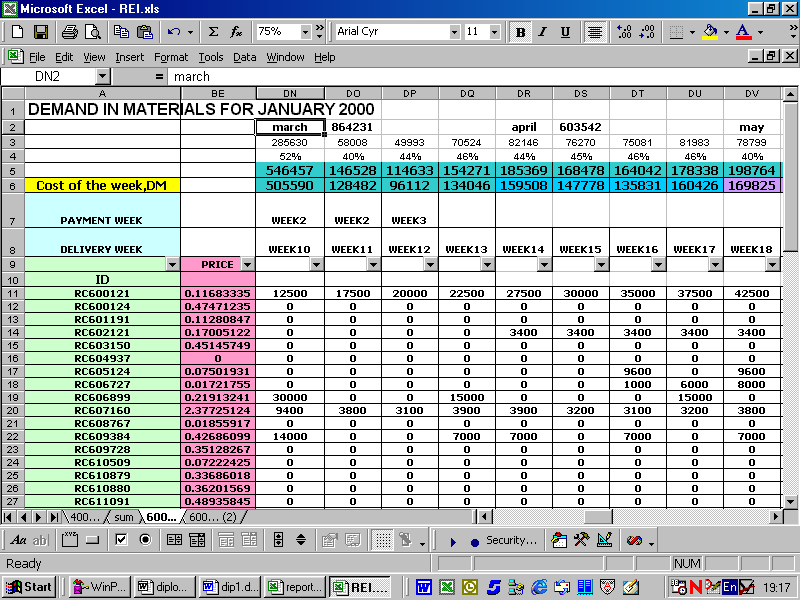 Microsoft Excel - REI.xls
75% Arial Cyr 11 B I U
File Edit View Insert Format Tools Data Window Help
DN2 = march
A BE DN DO DP DQ DR DS DT DU DV
1 DEMAND IN MATERIALS FOR JANUARY 2000
2 march 864231 april 603542 may
3 285630 58008 49993 70524 82146 76270 75081 81983 78799
4 52% 40% 44% 46% 44% 45% 46% 46% 40%
5 546457 146528 114633 154271 185369 168478 164042 178338 198764
6 Cost of the week,DM 505590 128482 96112 134046 159508 147778 135831 160426 169825
7 PAYMENT WEEK WEEK2 WEEK2 WEEK3
8 DELIVERY WEEK WEEK10 WEEK11 WEEK12 WEEK13 WEEK14 WEEK15 WEEK16 WEEK17 WEEK18
9 PRICE
10 ID
11 RC600121 0.11683335 12500 17500 20000 22500 27500 30000 35000 37500 42500
12 RC600124 0.47471235 0 0 0 0 0 0 0 0 0
13 RC601191 0.11280847 0 0 0 0 0 0 0 0 0
14 RC602121 0.17005122 0 0 0 0 3400 3400 3400 3400 3400
15 RC603150 0.45145749 0 0 0 0 0 0 0 0 0
16 RC604937 0 0 0 0 0 0 0 0 0 0
17 RC605124 0.07501931 0 0 0 0 0 0 9600 0 9600
18 RC606727 0.01721755 0 0 0 0 0 0 1000 6000 8000
19 RC606899 0.21913241 30000 0 0 15000 0 0 0 15000 0
20 RC607160 2.37725124 9400 3800 3100 3900 3900 3200 3100 3200 3800
21 RC608767 0.01855917 0 0 0 0 0 0 0 0 0
22 RC609384 0.42686099 14000 0 0 7000 7000 0 7000 0 7000
23 RC609728 0.35128267 0 0 0 0 0 0 0 0 0
24 RC610509 0.07222425 0 0 0 0 0 0 0 0 0
25 RC610879 0.33686018 0 0 0 0 0 0 0 0 0
26 RC610880 0.36201569 0 0 0 0 0 0 0 0 0
27 RC611091 0.48935845 0 0 0 0 0 0 0 0 0
400... sum 600... 600... (2)
Aa ab| Security...
Ready NUM
Start WinP... diplo... dip1.d... report... REI.... En 19:17